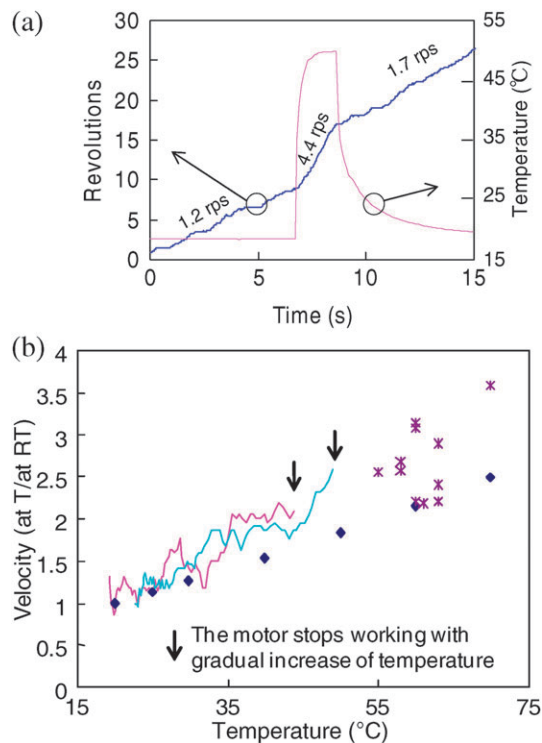 (a)
30
25
20
15
10
5
0
Revolutions
1.2 rps
4.4 rps
1.7 rps
55
45
35
25
15
Temperature (℃)
0 5 10 15
Time (s)
(b)
4
3.5
3
2.5
2
1.5
1
0.5
0
Velocity (at T/at RT)
The motor stops working with
gradual increase of temperature
15 35 55 75
Temperature (°C)